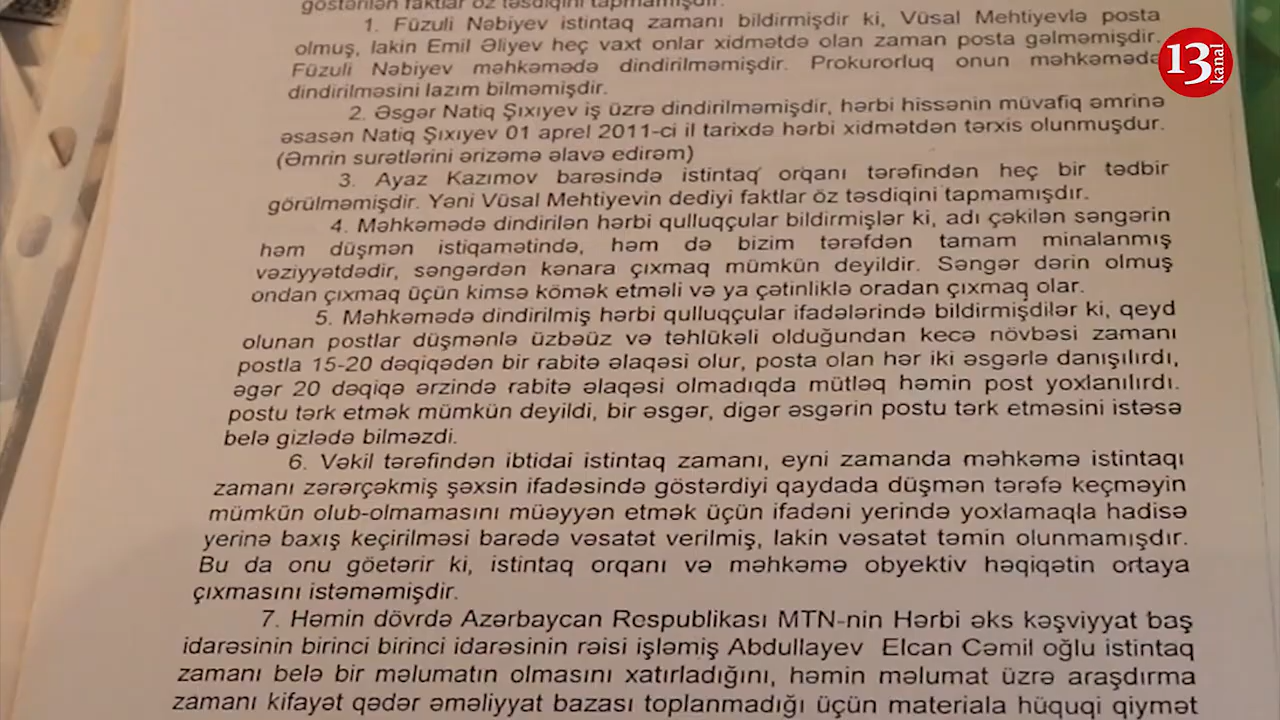 göstərilən faktlar öz təsdiqini tapmamışdır.
1. Füzuli Nəbiyev istintaq zamanı bildirmişdir ki, Vüsal Mehtiyevlə posta
olmuş, lakin Emil Əliyev heç vaxt onlar xidmətdə olan zaman posta gəlməmişdir.
Füzuli Nəbiyev məhkəmədə dindirilməmişdir. Prokurorluq onun məhkəmədə
dindirilməsini lazım bilməmişdir.
2. Əsgər Natiq Şıxıyev iş üzrə dindirilməmişdir, hərbi hissənin müvafiq əmrinə
əsasən Natiq Şıxıyev 01 aprel 2011-ci il tarixdə hərbi xidmətdən tərxis olunmuşdur.
(Əmrin surətlərini ərizəmə əlavə edirəm)
3. Ayaz Kazımov barəsində istintaq orqanı tərəfindən heç bir tədbir
görülməmişdir. Yəni Vüsal Mehtiyevin dediyi faktlar öz təsdiqini tapmamışdır.
4. Məhkəmədə dindirilən hərbi qulluqçular bildirmişlər ki, adı çəkilən səngərin
həm düşmən istiqamətində, həm də bizim tərəfdən tamam minalanmış
vəziyyətdədir, səngərdən kənara çıxmaq mümkün deyildir. Səngər dərin olmuş
ondan çıxmaq üçün kimsə kömək etməli və ya çətinliklə oradan çıxmaq olar.
5. Məhkəmədə dindirilmiş hərbi qulluqçular ifadələrində bildirmişdilər ki, qeyd
olunan postlar düşmənlə üzbəüz və təhlükəli olduğundan kecə növbəsi zamanı
postla 15-20 dəqiqədən bir rabitə əlaqəsi olur, posta olan hər iki əsgərlə danışılırdı,
əgər 20 dəqiqə ərzində rabitə əlaqəsi olmadıqda mütləq həmin post yoxlanılırdı.
postu tərk etmək mümkün deyildi, bir əsgər, digər əsgərin postu tərk etməsini istəsə
belə gizlədə bilməzdi.
6. Vəkil tərəfindən ibtidai istintaq zamanı, eyni zamanda məhkəmə istintaqı
zamanı zərərçəkmiş şəxsin ifadəsində göstərdiyi qaydada düşmən tərəfə keçməyin
mümkün olub-olmamasını müəyyən etmək üçün ifadəni yerində yoxlamaqla hadisə
yerinə baxış keçirilməsi barədə vəsatət verilmiş, lakin vəsatət təmin olunmamışdır.
Bu da onu göetərir ki, istintaq orqanı və məhkəmə obyektiv həqiqətin ortaya
çıxmasını istəməmişdir.
7. Həmin dövrdə Azərbaycan Respublikası MTN-nin Hərbi əks kəşviyyat baş
idarəsinin birinci birinci idarəsinin rəisi işləmiş Abdullayev Elcan Cəmil oğlu istintaq
zamanı belə bir məlumatın olmasını xatırladığını, həmin məlumat üzrə araşdırma
zamanı kifayət qədər əməliyyat bazası toplanmadığı üçün materiala hüquqi qiymət
13 kanal